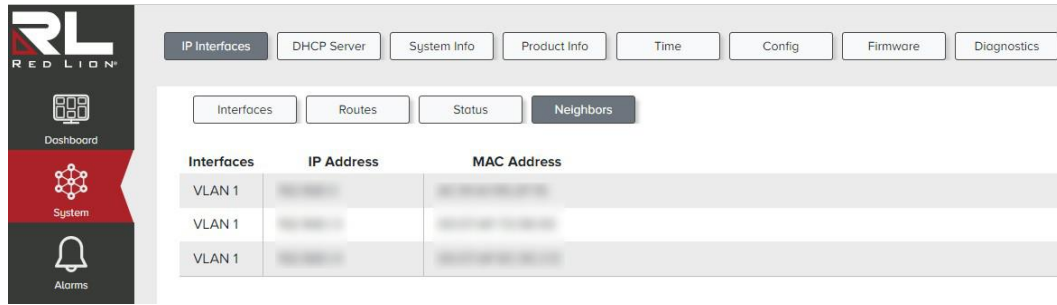 RL
RED LION®
IP Interfaces DHCP Server System Info Product Info Time Config Firmware Diagnostics
Interfaces Routes Status Neighbors
Dashboard
Interfaces IP Address MAC Address
VLAN 1
System
VLAN 1
VLAN 1
Alarms